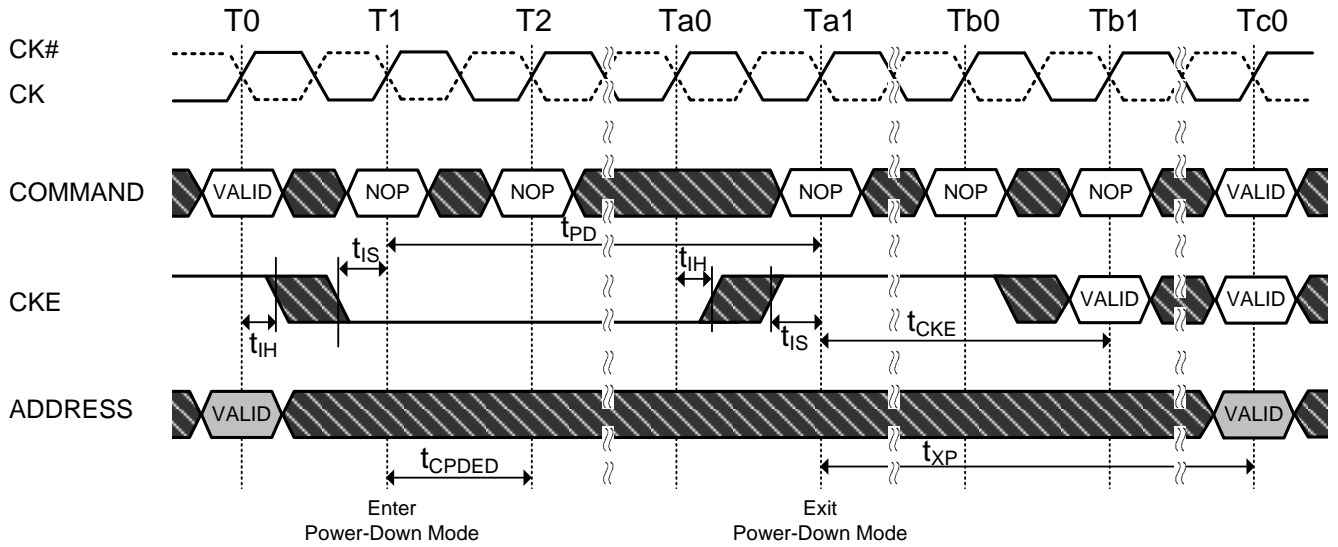 T0 T1 T2 Ta0 Ta1 Tb0 Tb1 Tc0
CK#
CK
COMMAND VALID NOP NOP NOP NOP NOP VALID
tPD
tIS tIH
CKE VALID VALID
tIH tIS tCKE
ADDRESS VALID VALID
tCPDED tXP
Enter
Power-Down Mode
Exit
Power-Down Mode